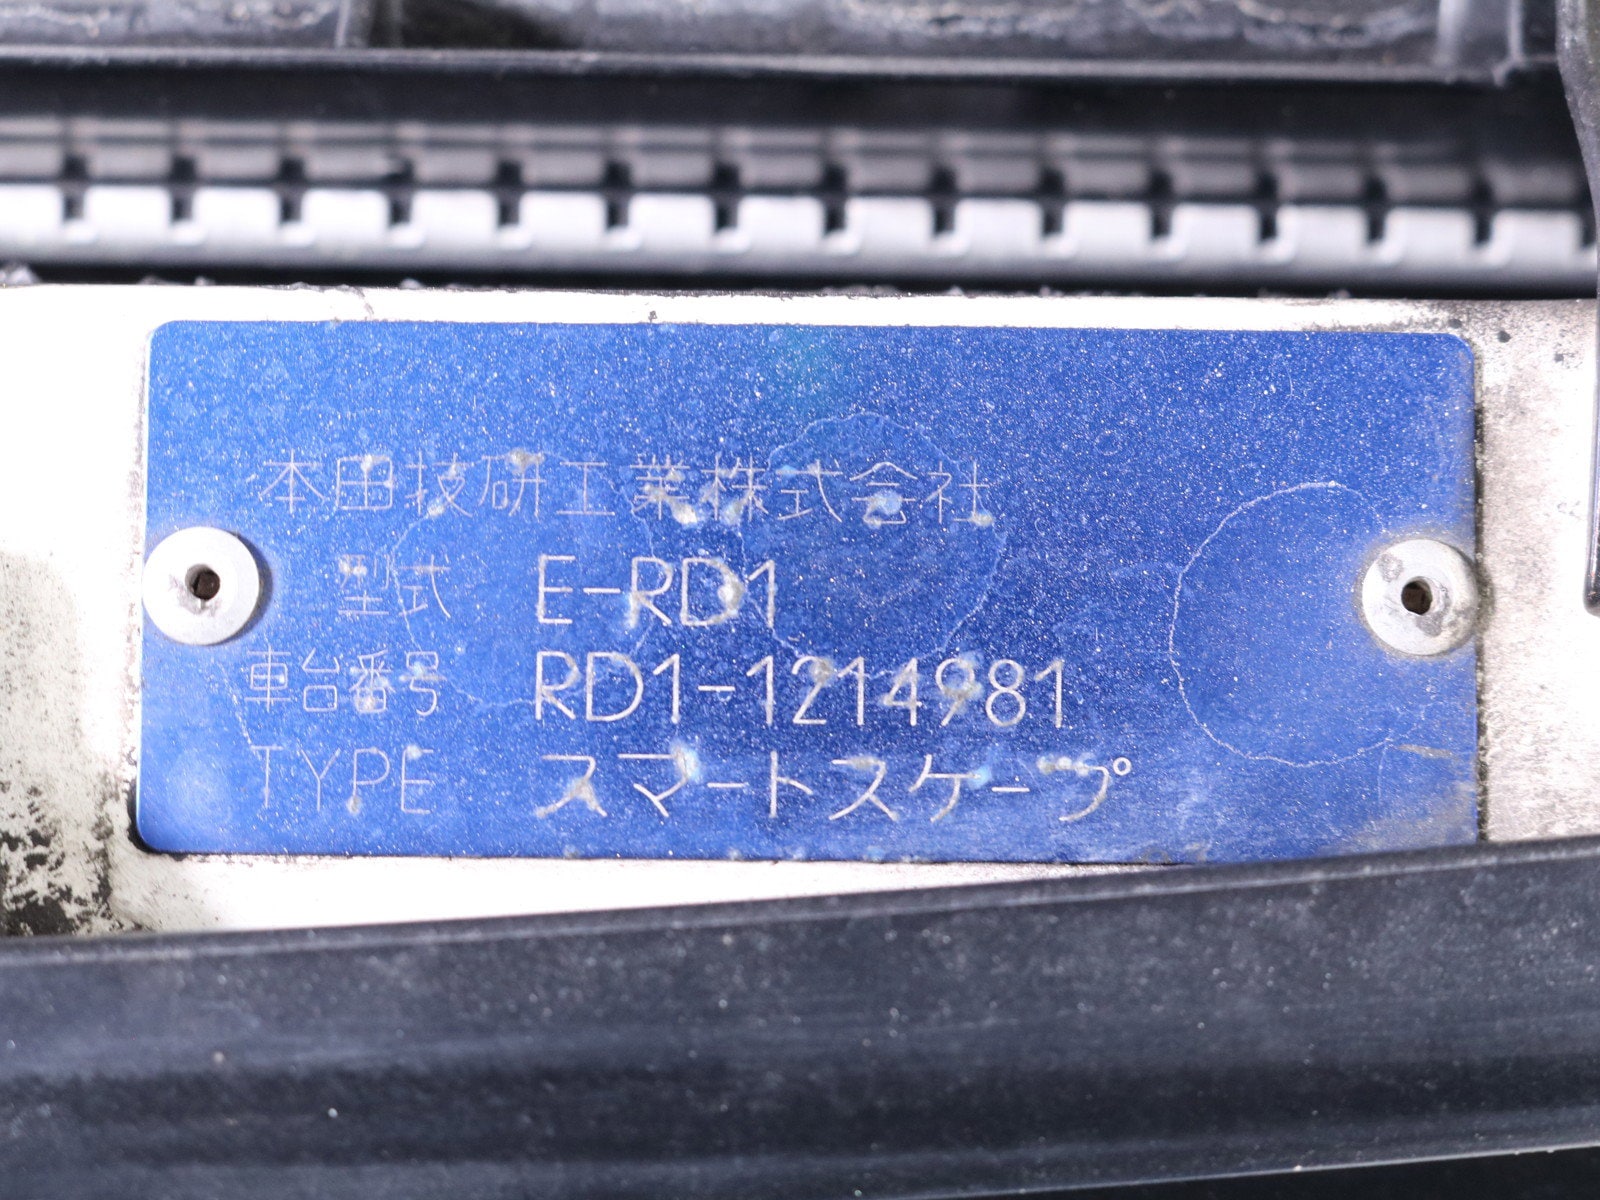 本田技研工業株式会社
型式 E-RD1
車台番号 RD1-1214981
TYPE スマートスケープ